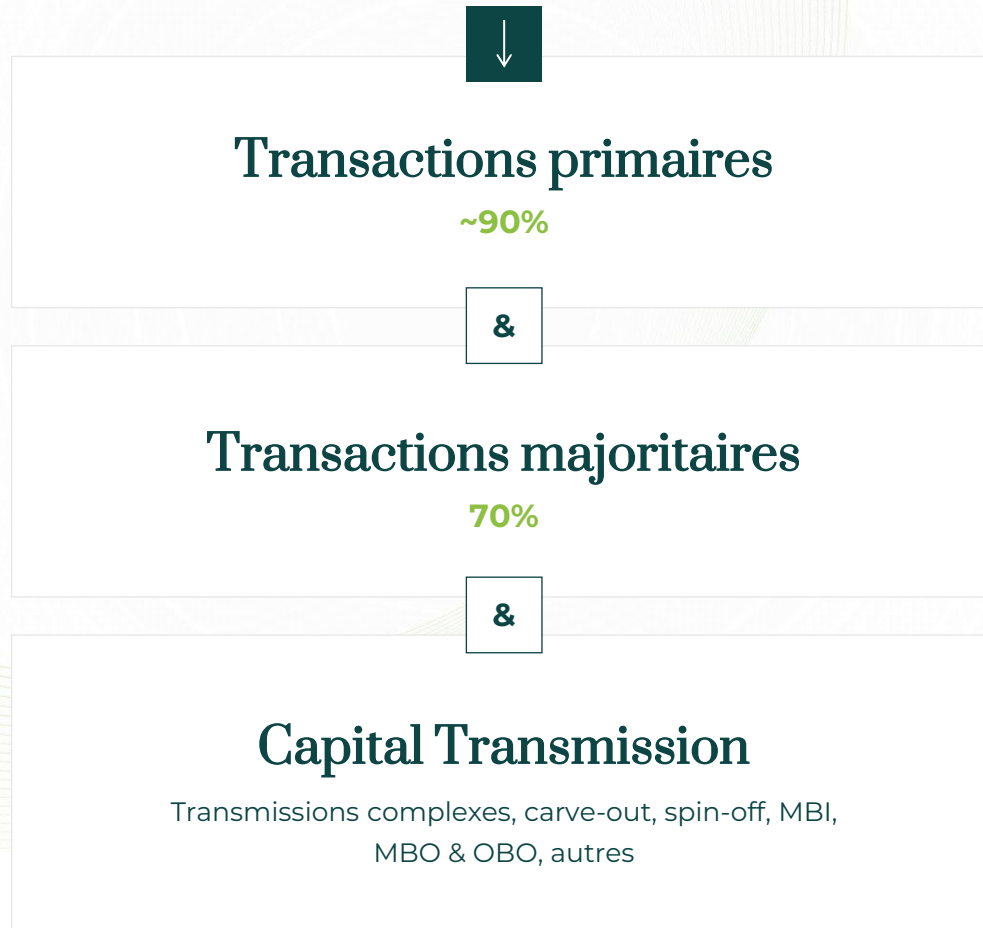 Transactions primaires
~90%
&
Transactions majoritaires
70%
&
Capital Transmission
Transmissions complexes, carve-out, spin-off, MBI,
MBO & OBO, autres